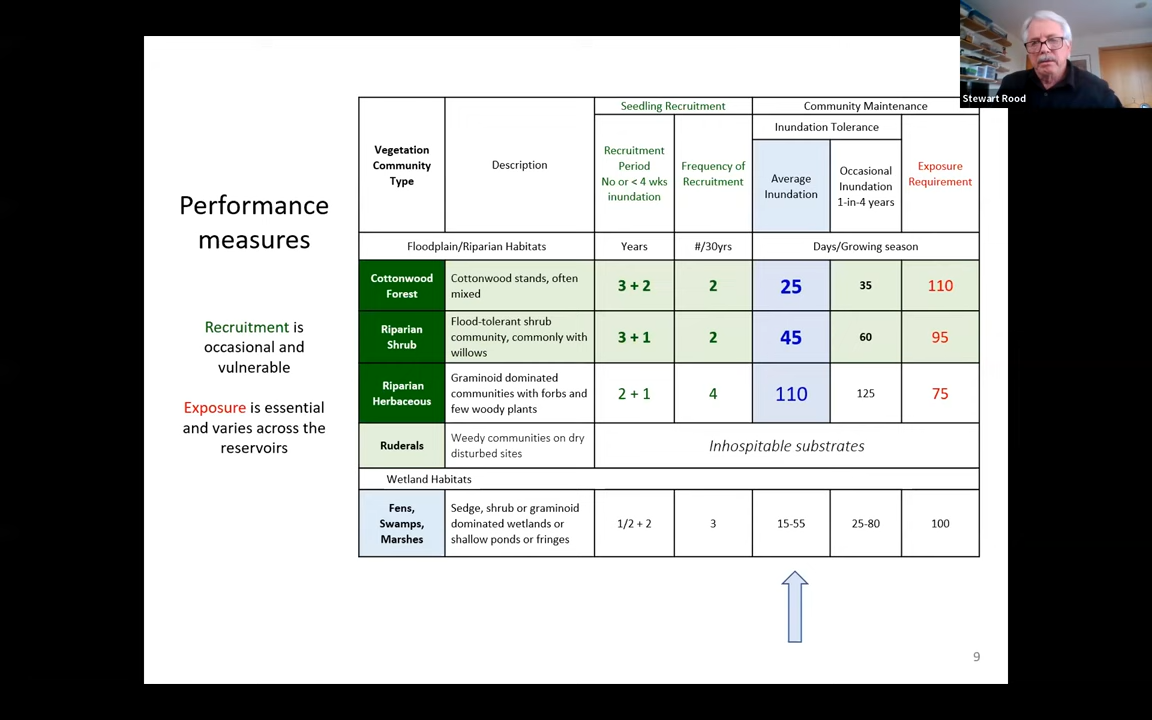 Stewart Rood
Performance
measures
Recruitment is
occasional and
vulnerable
Exposure is essential
and varies across the
reservoirs
Seedling Recruitment
Community Maintenance
Vegetation
Community
Type
Description
Recruitment
Period
No or < 4 wks
inundation
Frequency of
Recruitment
Inundation Tolerance
Average
Inundation
Occasional
Inundation
1-in-4 years
Exposure
Requirement
Floodplain/Riparian Habitats
Years
#/30yrs
Days/Growing season
Cottonwood
Forest
Cottonwood stands, often
mixed
3 + 2
2
25
35
110
Riparian
Shrub
Flood-tolerant shrub
community, commonly with
willows
3 + 1
2
45
60
95
Riparian
Herbaceous
Graminoid dominated
communities with forbs and
few woody plants
2 + 1
4
110
125
75
Ruderals
Weedy communities on dry
disturbed sites
Inhospitable substrates
Wetland Habitats
Fens,
Swamps,
Marshes
Sedge, shrub or graminoid
dominated wetlands or
shallow ponds or fringes
1/2 + 2
3
15-55
25-80
100
9